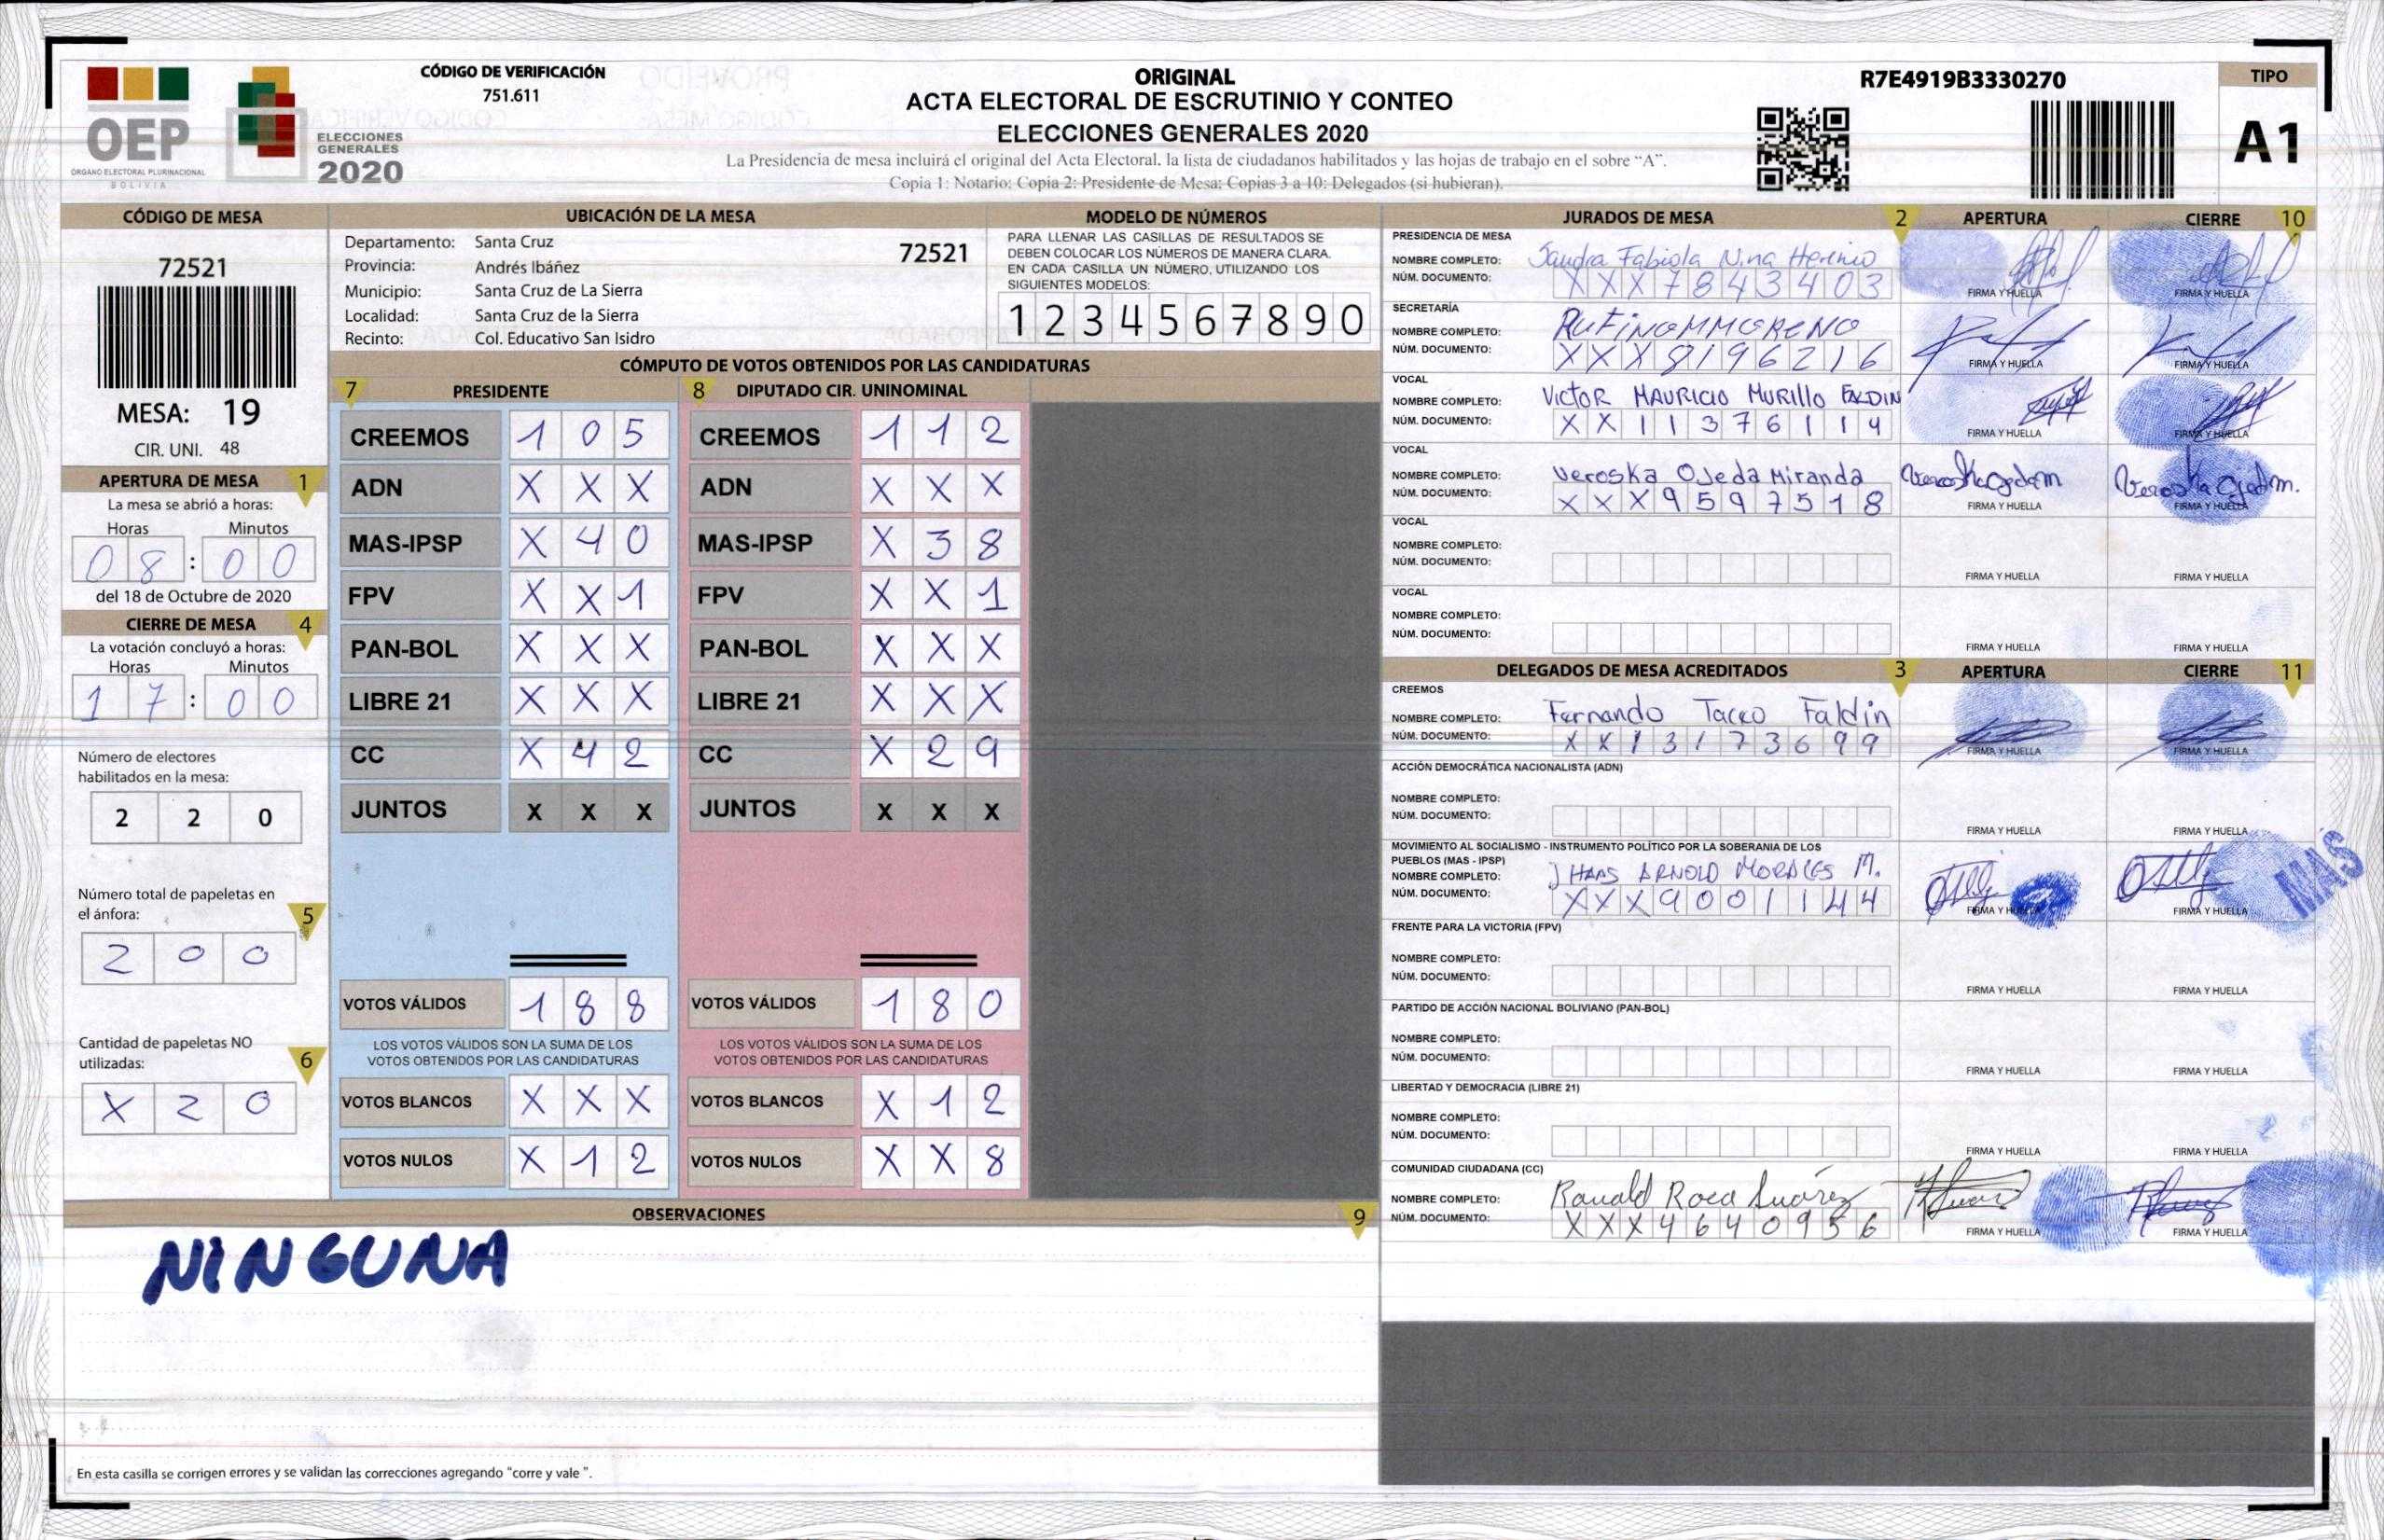 CÓDIGO DE VERIFICACIÓN
751.611
OEP
ÓRGANO ELECTORAL PLURINACIONAL
BOLIVIA
ELECCIONES
GENERALES
2020
ORIGINAL
ACTA ELECTORAL DE ESCRUTINIO Y CONTEO
ELECCIONES GENERALES 2020
La Presidencia de mesa incluirá el original del Acta Electoral. la lista de ciudadanos habilitados y las hojas de trabajo en el sobre “A”.
Copia 1: Notario; Copia 2: Presidente de Mesa; Copias 3 a 10: Delegados (si hubieran).
R7E4919B3330270
TIPO
A1
CÓDIGO DE MESA
72521
MESA: 19
CIR. UNI. 48
APERTURA DE MESA 1
La mesa se abrió a horas:
Horas Minutos
08:00
del 18 de Octubre de 2020
CIERRE DE MESA 4
La votación concluyó a horas:
Horas Minutos
17:00
Número de electores
habilitados en la mesa:
2 2 0
Número total de papeletas en
el ánfora: 5
2 0 0
Cantidad de papeletas NO
utilizadas: 6
X 2 0
UBICACIÓN DE LA MESA
Departamento: Santa Cruz
72521
Provincia: Andrés Ibáñez
Municipio: Santa Cruz de La Sierra
Localidad: Santa Cruz de la Sierra
Recinto: Col. Educativo San Isidro
MODELO DE NÚMEROS
PARA LLENAR LAS CASILLAS DE RESULTADOS SE
DEBEN COLOCAR LOS NÚMEROS DE MANERA CLARA.
EN CADA CASILLA UN NÚMERO, UTILIZANDO LOS
SIGUIENTES MODELOS:
1 2 3 4 5 6 7 8 9 0
CÓMPUTO DE VOTOS OBTENIDOS POR LAS CANDIDATURAS
7 PRESIDENTE
CREEMOS 1 0 5
ADN X X X
MAS-IPSP X 4 0
FPV X X 1
PAN-BOL X X X
LIBRE 21 X X X
CC X 4 2
JUNTOS X X X
VOTOS VÁLIDOS 1 8 8
LOS VOTOS VÁLIDOS SON LA SUMA DE LOS
VOTOS OBTENIDOS POR LAS CANDIDATURAS
VOTOS BLANCOS X X X
VOTOS NULOS X 1 2
8 DIPUTADO CIR. UNINOMINAL
CREEMOS 1 1 2
ADN X X X
MAS-IPSP X 3 8
FPV X X 1
PAN-BOL X X X
LIBRE 21 X X X
CC X 2 9
JUNTOS X X X
VOTOS VÁLIDOS 1 8 0
LOS VOTOS VÁLIDOS SON LA SUMA DE LOS
VOTOS OBTENIDOS POR LAS CANDIDATURAS
VOTOS BLANCOS X 1 2
VOTOS NULOS X X 8
OBSERVACIONES 9
NINGUNA
En esta casilla se corrigen errores y se validan las correcciones agregando “corre y vale ”.
JURADOS DE MESA 2 APERTURA CIERRE 10
PRESIDENCIA DE MESA
NOMBRE COMPLETO: Sandra Fabiola Nina
NÚM. DOCUMENTO: X X X 7 8 4 3 4 0 3
FIRMA Y HUELLA FIRMA Y HUELLA
SECRETARÍA
NOMBRE COMPLETO: RUFINO M MORENO
NÚM. DOCUMENTO: X X X 8 1 9 6 2 1 6
FIRMA Y HUELLA FIRMA Y HUELLA
VOCAL
NOMBRE COMPLETO: VICTOR MAURICIO MURILLO FALDIN
NÚM. DOCUMENTO: X X 1 1 3 7 6 1 1 4
FIRMA Y HUELLA FIRMA Y HUELLA
VOCAL
NOMBRE COMPLETO: Veroska Ojeda Miranda
NÚM. DOCUMENTO: X X X 9 5 9 7 5 1 8
FIRMA Y HUELLA FIRMA Y HUELLA
VOCAL
NOMBRE COMPLETO:
NÚM. DOCUMENTO:
FIRMA Y HUELLA FIRMA Y HUELLA
VOCAL
NOMBRE COMPLETO:
NÚM. DOCUMENTO:
FIRMA Y HUELLA FIRMA Y HUELLA
DELEGADOS DE MESA ACREDITADOS 3 APERTURA CIERRE 11
CREEMOS
NOMBRE COMPLETO: Fernando Tacco Faldin
NÚM. DOCUMENTO: X X 1 3 1 7 3 6 9 9
FIRMA Y HUELLA FIRMA Y HUELLA
ACCIÓN DEMOCRÁTICA NACIONALISTA (ADN)
NOMBRE COMPLETO:
NÚM. DOCUMENTO:
FIRMA Y HUELLA FIRMA Y HUELLA
MOVIMIENTO AL SOCIALISMO - INSTRUMENTO POLÍTICO POR LA SOBERANIA DE LOS
PUEBLOS (MAS - IPSP)
NOMBRE COMPLETO: JHAAS ARNOLD MORALES M.
NÚM. DOCUMENTO: X X X 9 0 0 1 1 4 4
FIRMA Y HUELLA FIRMA Y HUELLA
MAS
FRENTE PARA LA VICTORIA (FPV)
NOMBRE COMPLETO:
NÚM. DOCUMENTO:
FIRMA Y HUELLA FIRMA Y HUELLA
PARTIDO DE ACCIÓN NACIONAL BOLIVIANO (PAN-BOL)
NOMBRE COMPLETO:
NÚM. DOCUMENTO:
FIRMA Y HUELLA FIRMA Y HUELLA
LIBERTAD Y DEMOCRACIA (LIBRE 21)
NOMBRE COMPLETO:
NÚM. DOCUMENTO:
FIRMA Y HUELLA FIRMA Y HUELLA
COMUNIDAD CIUDADANA (CC)
NOMBRE COMPLETO: Ronald Roca Suárez
NÚM. DOCUMENTO: X X X 4 6 4 0 9 5 6
FIRMA Y HUELLA FIRMA Y HUELLA